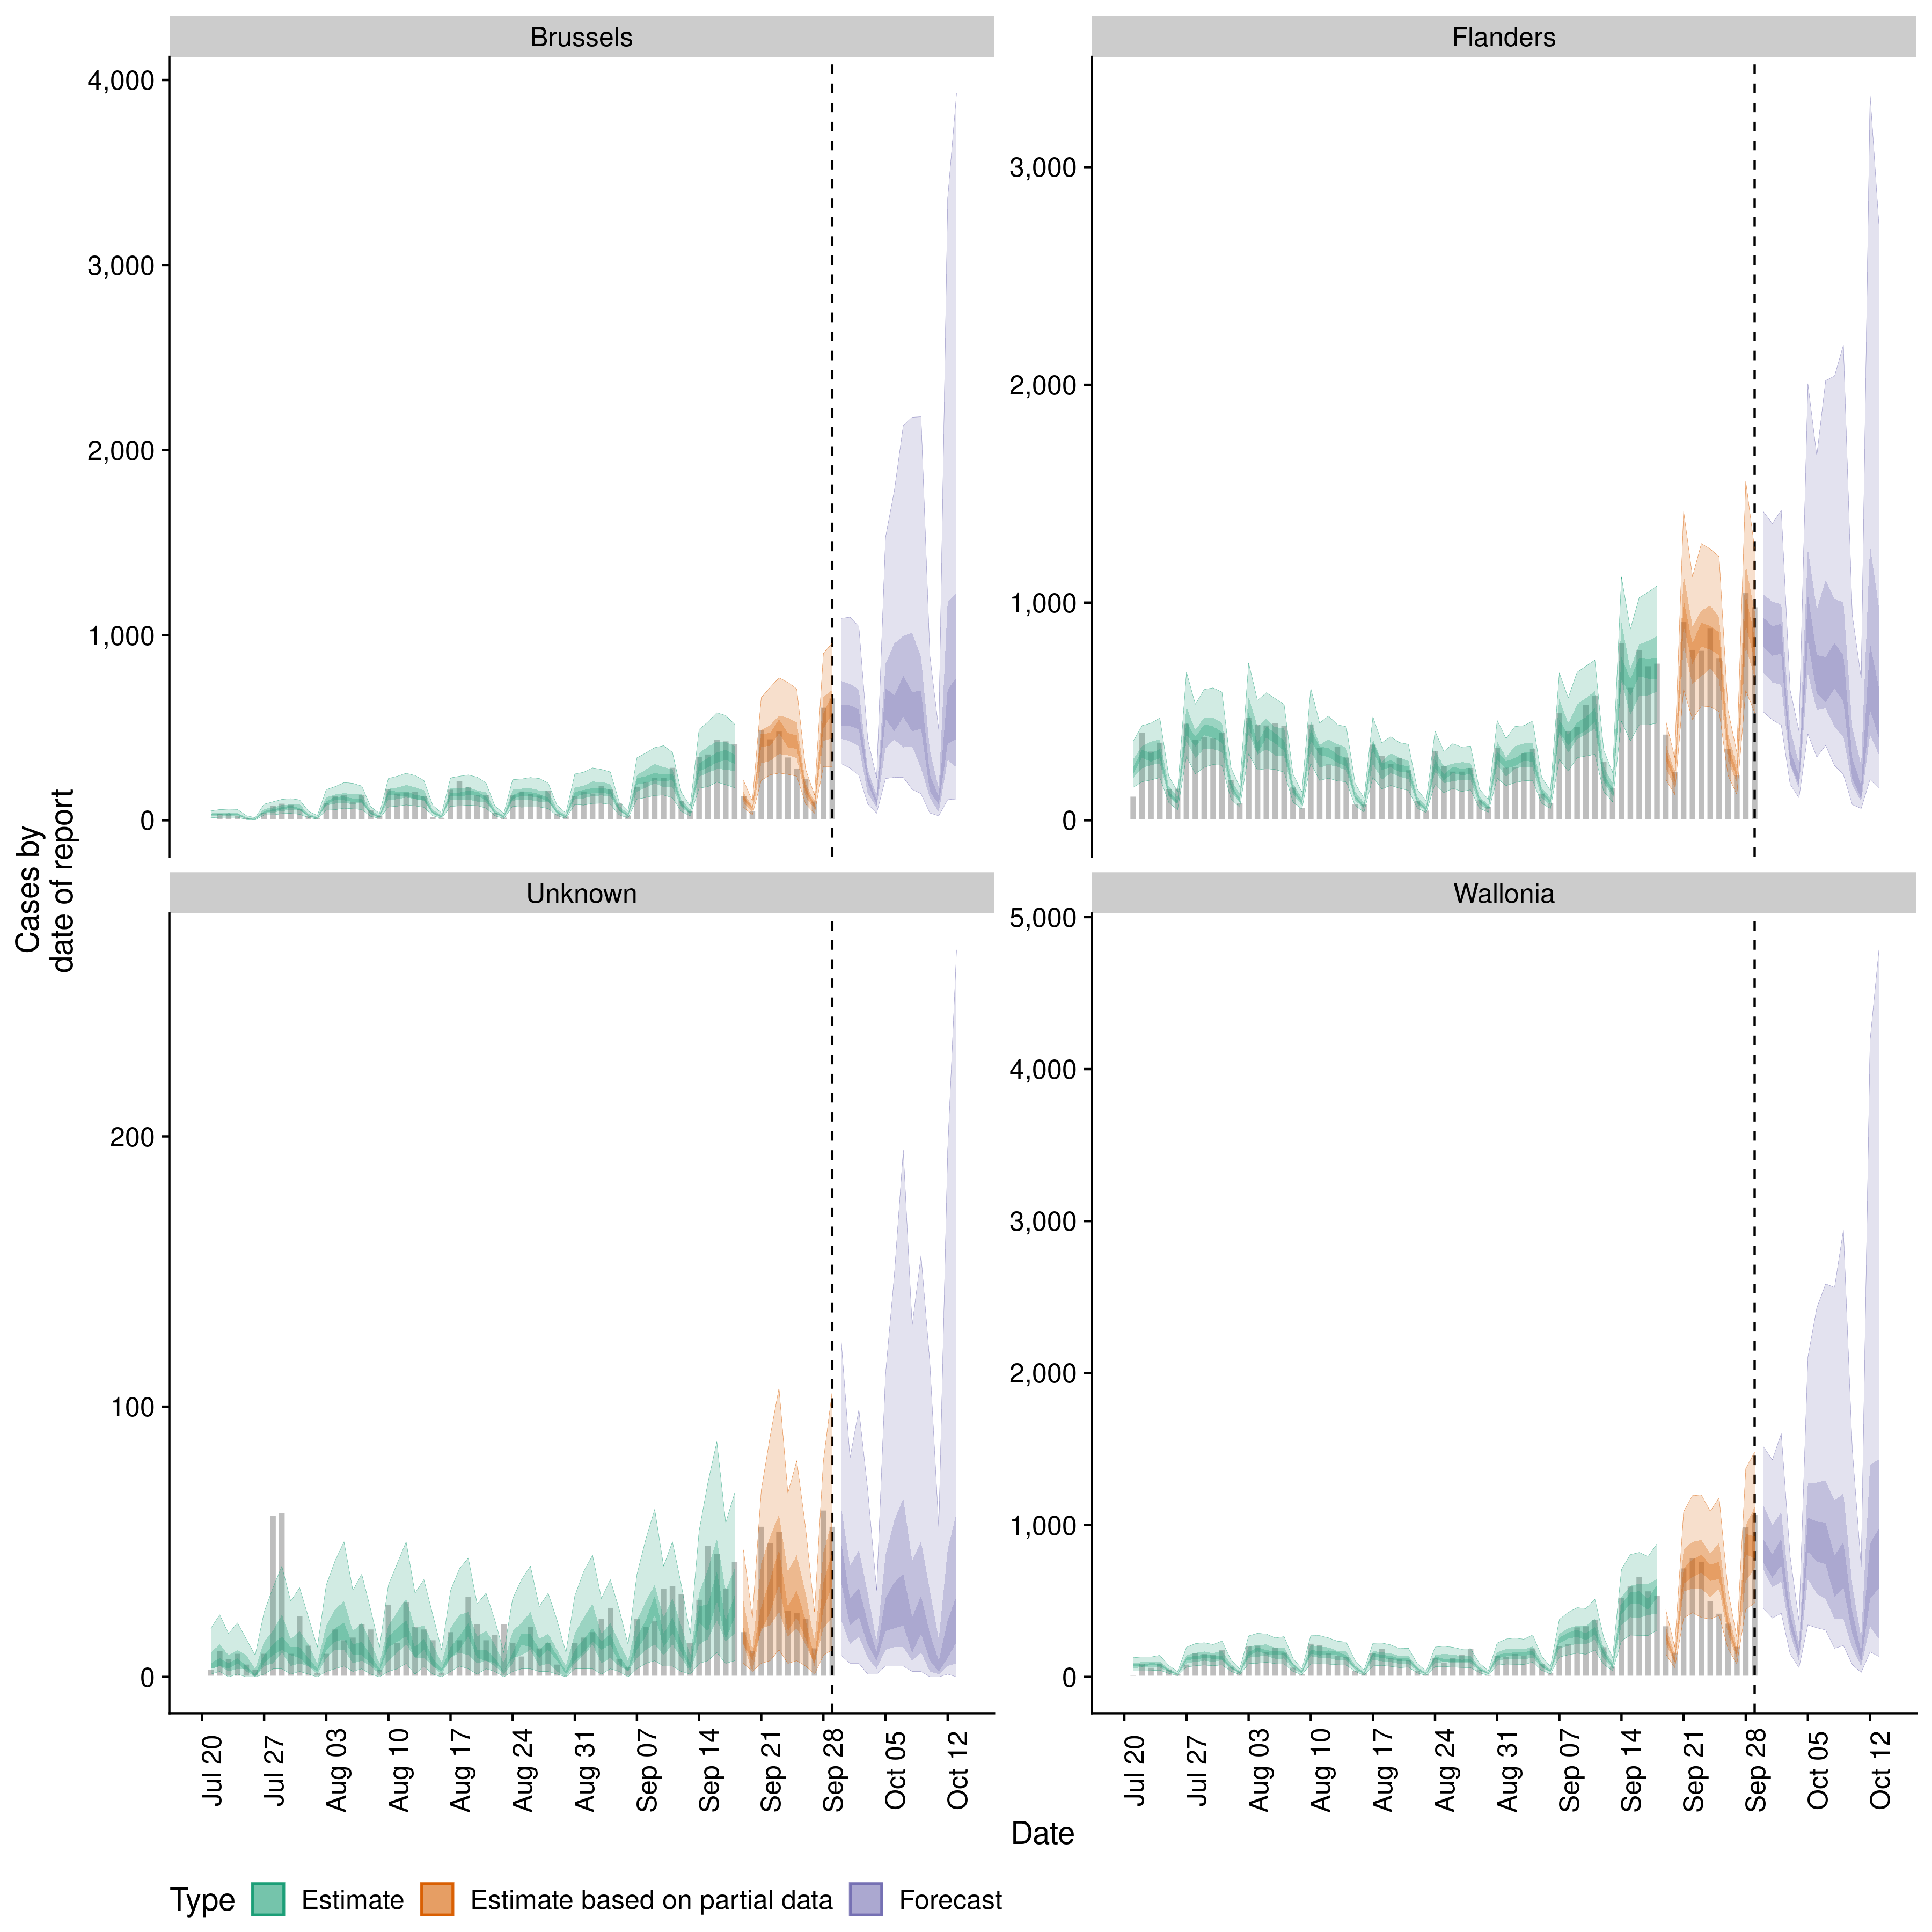 Brussels
Flanders
4,000
3,000
2,000
1,000
0
3,000
2,000
1,000
0
Cases by
date of report
Unknown
Wallonia
200
100
0
5,000
4,000
3,000
2,000
1,000
0
Jul 20
Jul 27
Aug 03
Aug 10
Aug 17
Aug 24
Aug 31
Sep 07
Sep 14
Sep 21
Sep 28
Oct 05
Oct 12
Jul 20
Jul 27
Aug 03
Aug 10
Aug 17
Aug 24
Aug 31
Sep 07
Sep 14
Sep 21
Sep 28
Oct 05
Oct 12
Date
Type Estimate Estimate based on partial data Forecast